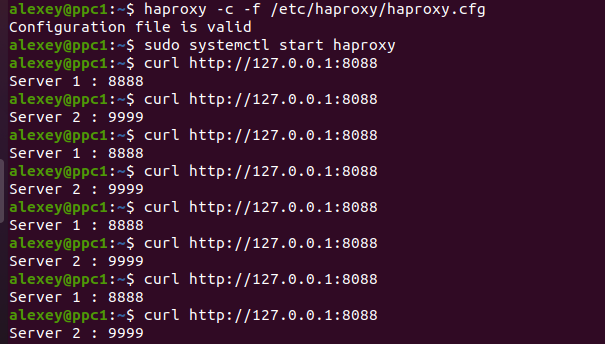 alexey@ppc1:~$ haproxy -c -f /etc/haproxy/haproxy.cfg
Configuration file is valid
alexey@ppc1:~$ sudo systemctl start haproxy
alexey@ppc1:~$ curl http://127.0.0.1:8088
Server 1 : 8888
alexey@ppc1:~$ curl http://127.0.0.1:8088
Server 2 : 9999
alexey@ppc1:~$ curl http://127.0.0.1:8088
Server 1 : 8888
alexey@ppc1:~$ curl http://127.0.0.1:8088
Server 2 : 9999
alexey@ppc1:~$ curl http://127.0.0.1:8088
Server 1 : 8888
alexey@ppc1:~$ curl http://127.0.0.1:8088
Server 2 : 9999
alexey@ppc1:~$ curl http://127.0.0.1:8088
Server 1 : 8888
alexey@ppc1:~$ curl http://127.0.0.1:8088
Server 2 : 9999